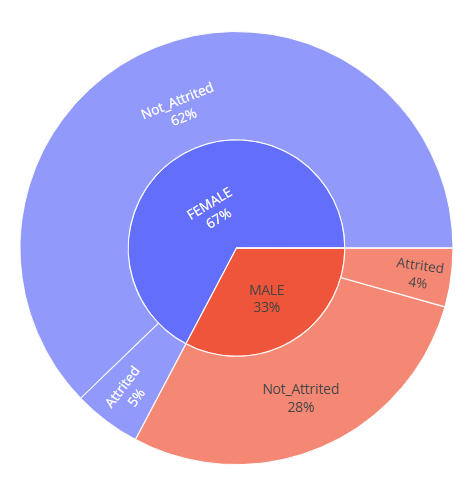 Not_Attrited
62%
FEMALE
67%
Attrited
4%
MALE
33%
Attrited
5%
Not_Attrited
28%